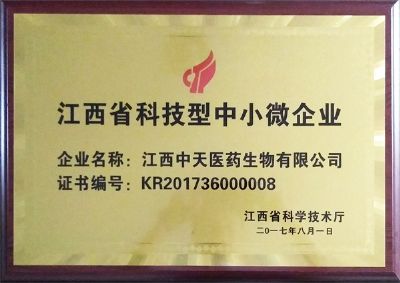 江西省科技型中小微企业
企业名称：江西中天医药生物有限公司
证书编号：KR201736000008
江西省科学技术厅
二〇一七年八月一日